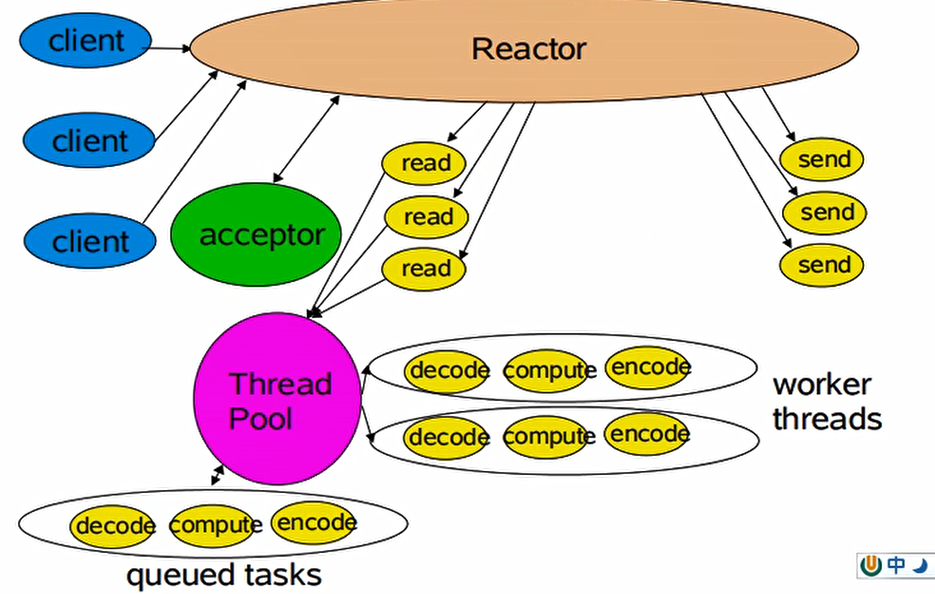 client
Reactor
client
read
send
client
acceptor
read
send
read
send
Thread
Pool
decode compute encode
worker
threads
decode compute encode
decode compute encode
queued tasks
U 中